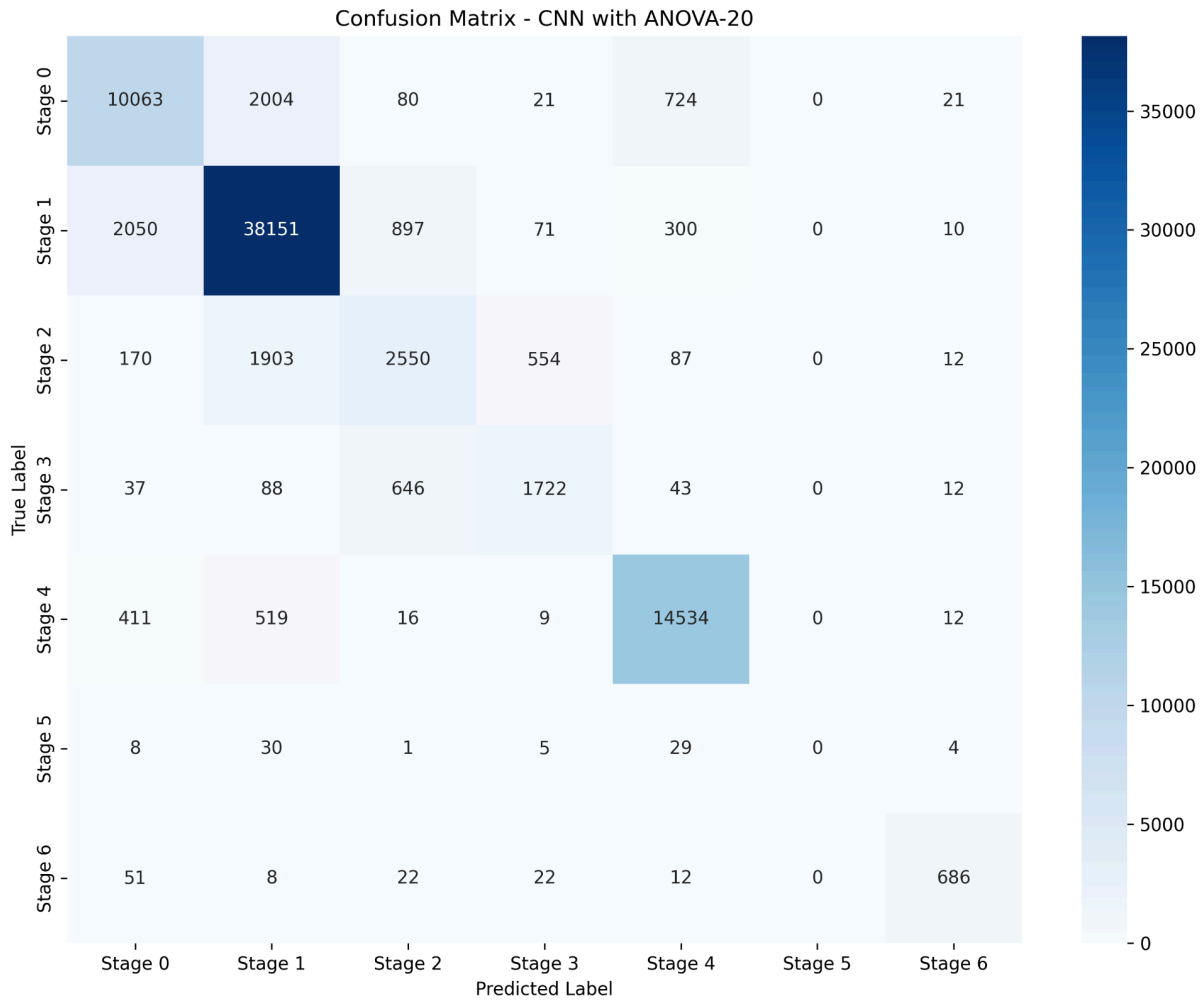 Confusion Matrix - CNN with ANOVA-20
Stage 0 10063 2004 80 21 724 0 21
Stage 1 2050 38151 897 71 300 0 10
Stage 2 170 1903 2550 554 87 0 12
Stage 3 37 88 646 1722 43 0 12
Stage 4 411 519 16 9 14534 0 12
Stage 5 8 30 1 5 29 0 4
Stage 6 51 8 22 22 12 0 686
Stage 0 Stage 1 Stage 2 Stage 3 Stage 4 Stage 5 Stage 6
Predicted Label
True Label
35000
30000
25000
20000
15000
10000
5000
0